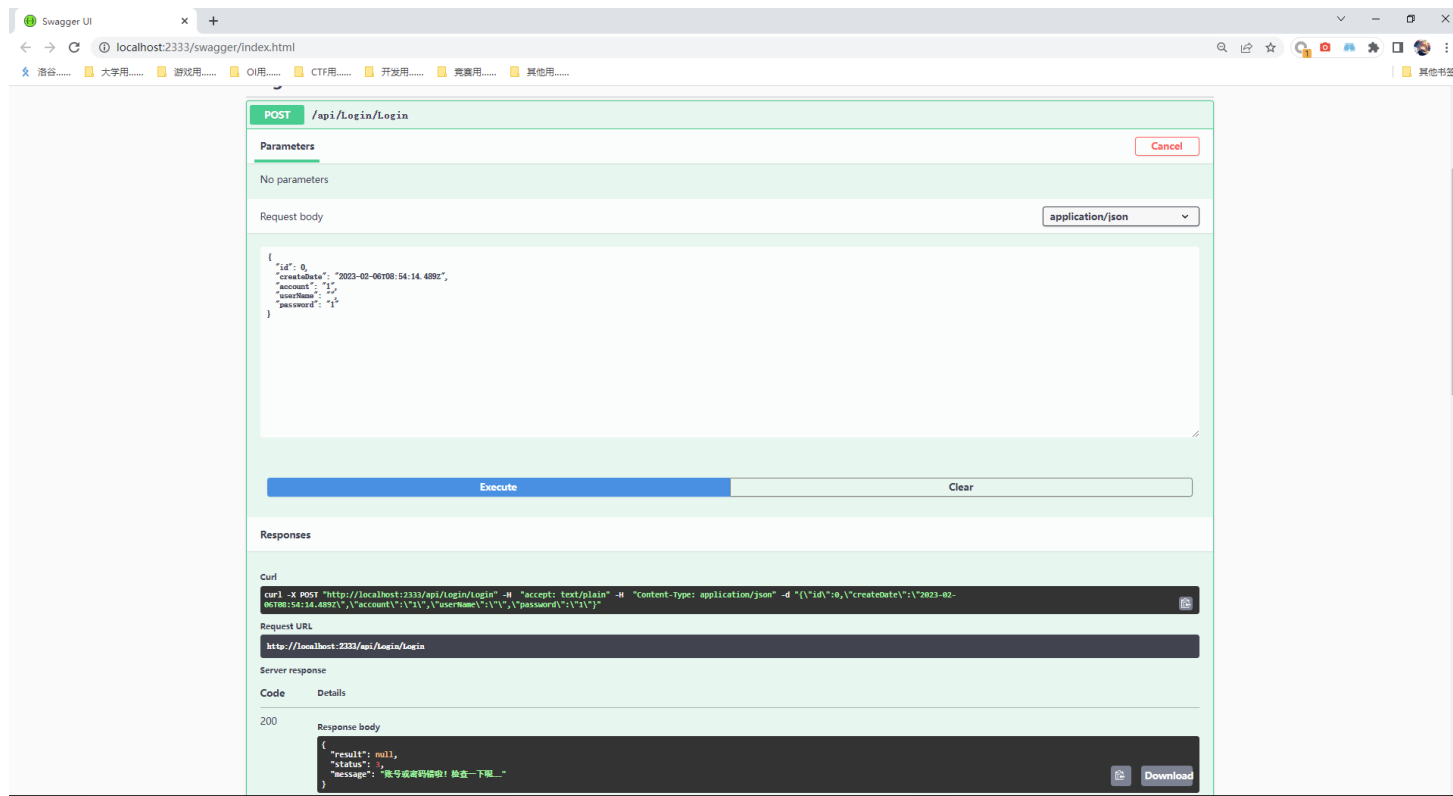 Swagger UI
localhost:2333/swagger/index.html
洛谷...... 大学用...... 游戏用...... OI用...... CTF用...... 开发用...... 竞赛用...... 其他用...... 其他书签
POST /api/Login/Login
Parameters Cancel
No parameters
Request body application/json
{
"id": 0,
"createDate": "2023-02-06T08:54:14.489Z",
"account": "1",
"userName": "",
"password": "1"
}
Execute Clear
Responses
Curl
curl -X POST "http://localhost:2333/api/Login/Login" -H "accept: text/plain" -H "Content-Type: application/json" -d "{\"id\":0,\"createDate\":\"2023-02-
06T08:54:14.489Z\",\"account\":\"1\",\"userName\":\"\",\"password\":\"1\"}"
Request URL
http://localhost:2333/api/Login/Login
Server response
Code Details
200
Response body
{
"result": null,
"status": 3,
"message": "账号或密码错啦！检查一下呗……"
}
Download